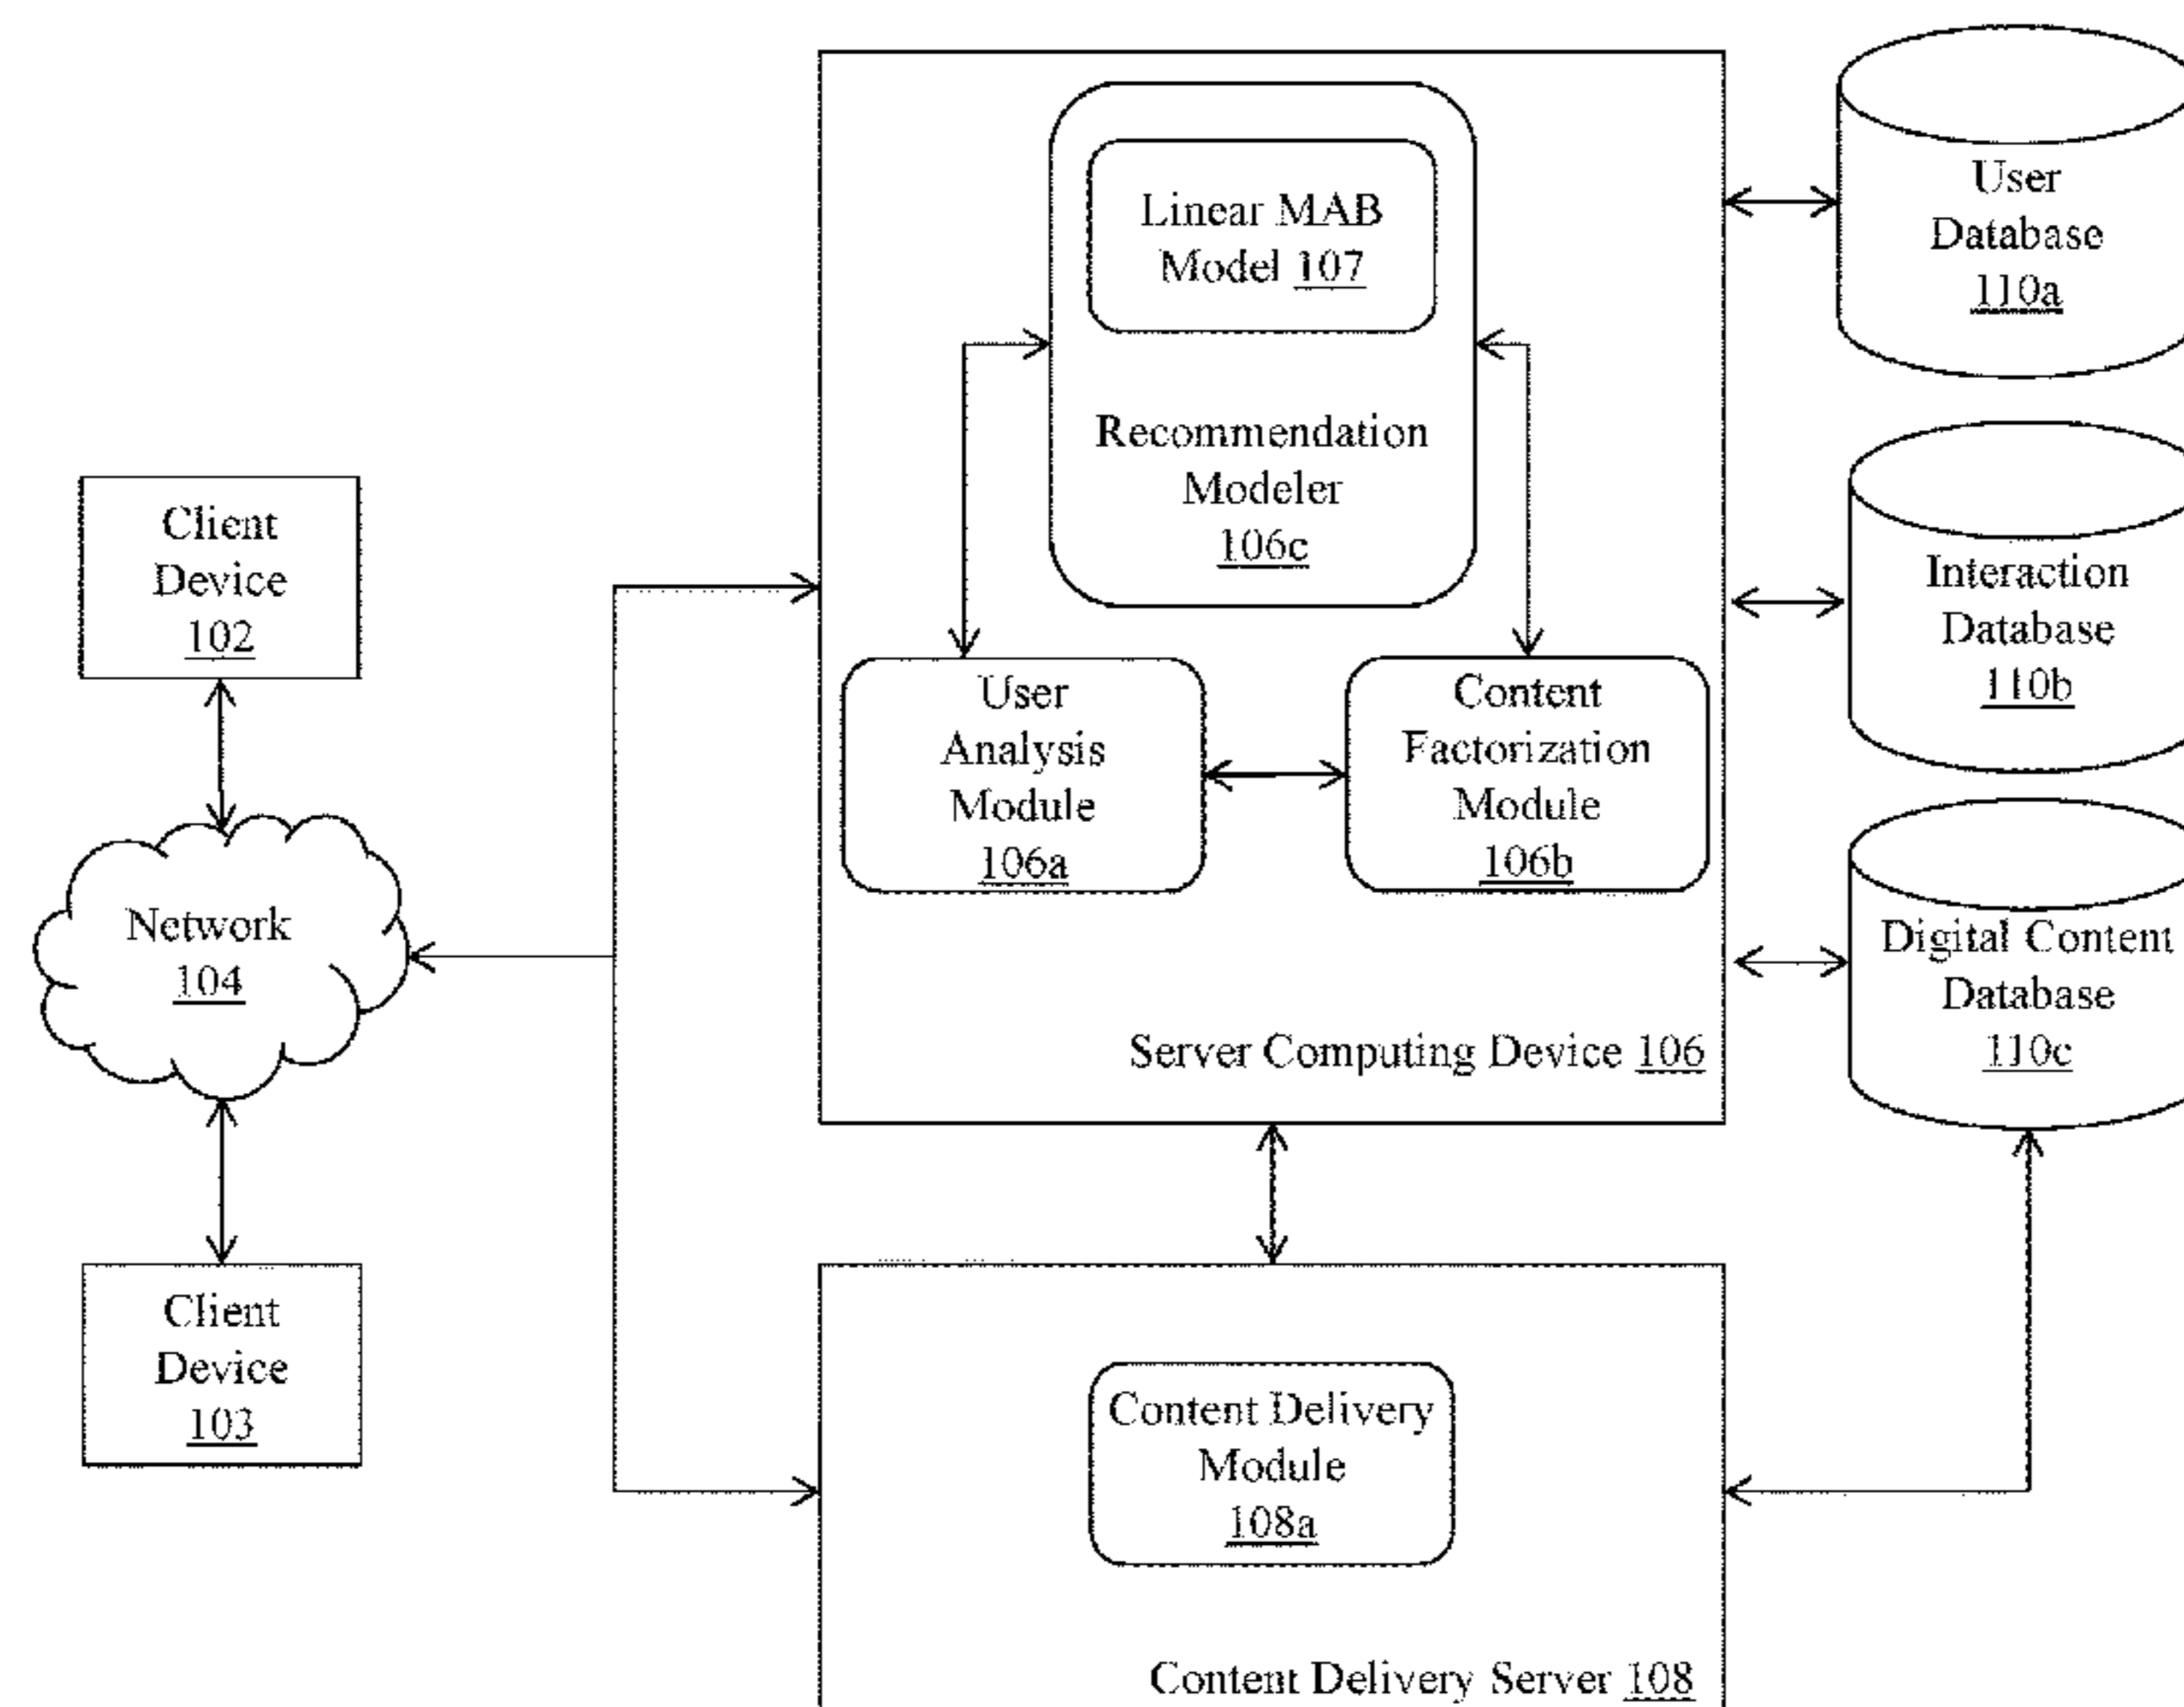 Linear MAB
Model 107
Recommendation
Modeler
106c
User
Database
110a
Client
Device
102
Interaction
Database
110b
User
Analysis
Module
106a
Content
Factorization
Module
106b
Network
104
Digital Content
Database
110c
Server Computing Device 106
Client
Device
103
Content Delivery
Module
108a
Content Delivery Server 108